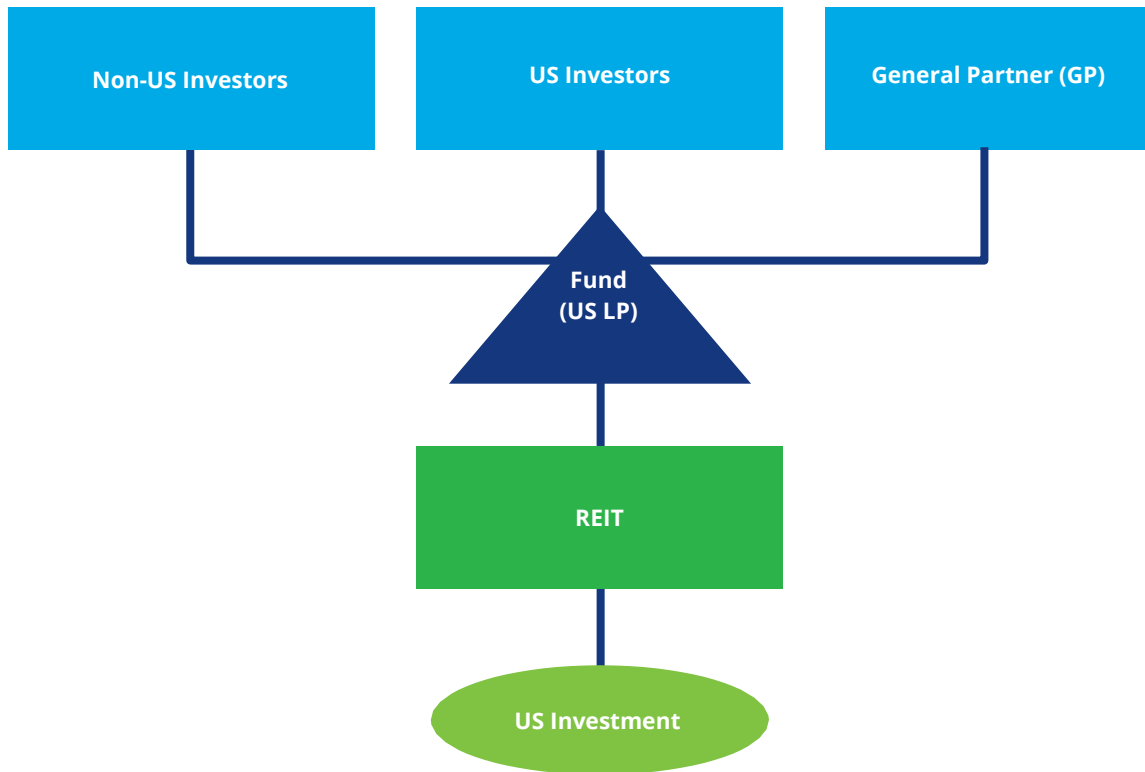 Non-US Investors
US Investors
General Partner (GP)
Fund
(US LP)
REIT
US Investment